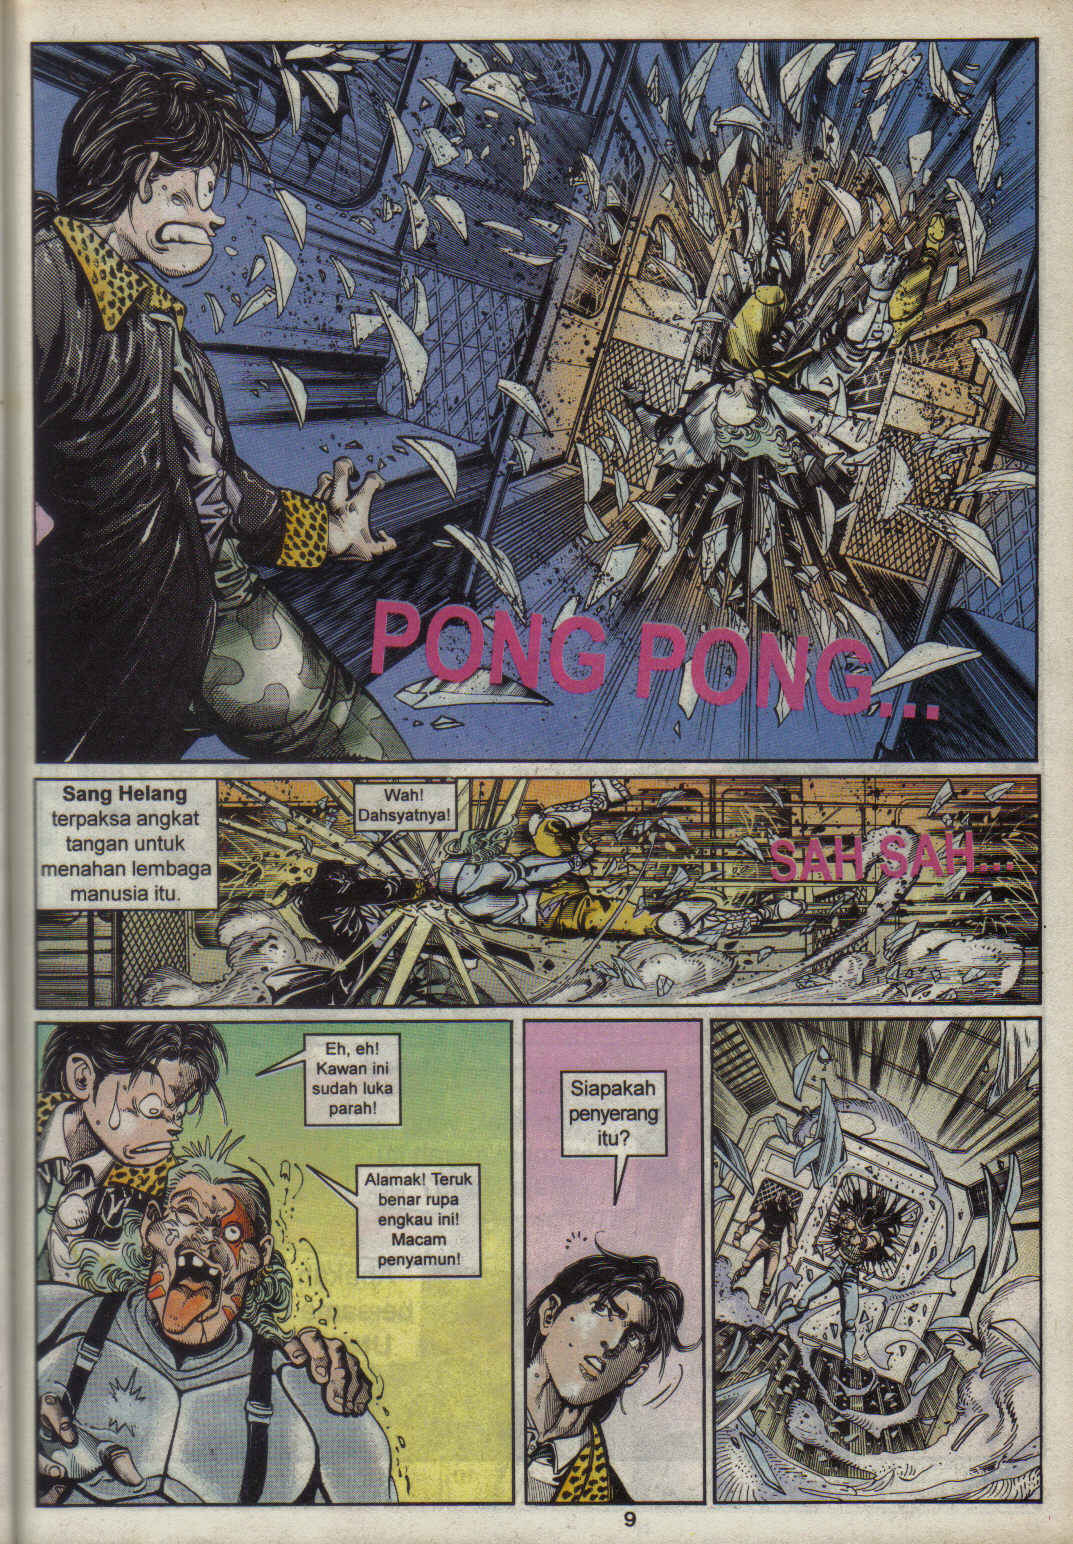 PONG PONG...
Sang Helang
terpaksa angkat
tangan untuk
menahan lembaga
manusia itu.
Wah!
Dahsyatnya!
SAH SAH...
Eh, eh!
Kawan ini
sudah luka
parah!
Alamak! Teruk
benar rupa
engkau ini!
Macam
penyamun!
Siapakah
penyerang
itu?
9